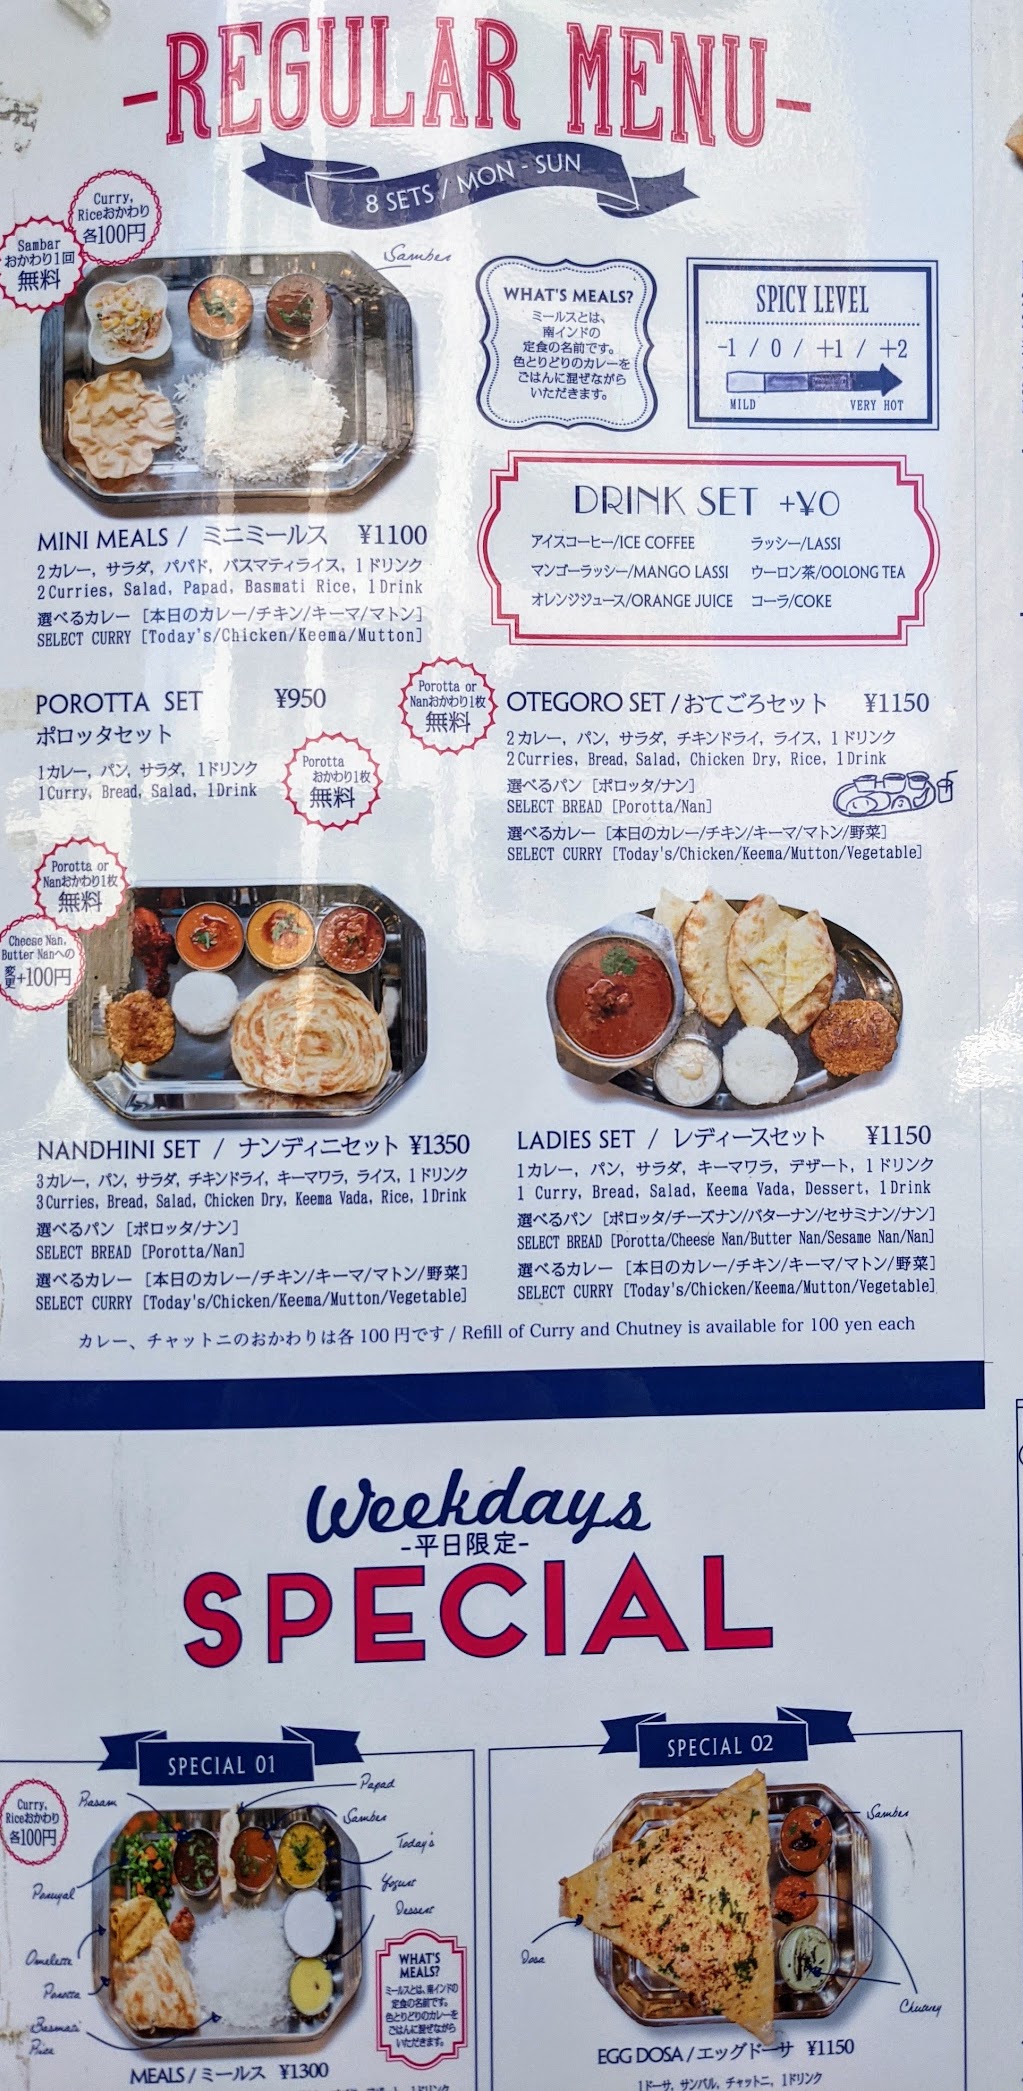 -REGULAR MENU-
8 SETS / MON - SUN
Curry,
Riceおかわり
各100円
Sambar
おかわり1回
無料
Sambar
WHAT'S MEALS?
ミールスとは、
南インドの
定食の名前です。
色とりどりのカレーを
ごはんに混ぜながら
いただきます。
SPICY LEVEL
-1 / 0 / +1 / +2
MILD VERY HOT
DRINK SET +¥0
アイスコーヒー/ICE COFFEE ラッシー/LASSI
マンゴーラッシー/MANGO LASSI ウーロン茶/OOLONG TEA
オレンジジュース/ORANGE JUICE コーラ/COKE
MINI MEALS / ミニミールス ¥1100
2カレー, サラダ, パパド, バスマティライス, 1ドリンク
2Curries, Salad, Papad, Basmati Rice, 1Drink
選べるカレー [本日のカレー/チキン/キーマ/マトン]
SELECT CURRY [Today's/Chicken/Keema/Mutton]
POROTTA SET ¥950
ポロッタセット
1カレー, パン, サラダ, 1ドリンク
1Curry, Bread, Salad, 1Drink
Porotta
おかわり1枚
無料
Porotta or
Nanおかわり1枚
無料
OTEGORO SET / おてごろセット ¥1150
2カレー, パン, サラダ, チキンドライ, ライス, 1ドリンク
2Curries, Bread, Salad, Chicken Dry, Rice, 1Drink
選べるパン [ポロッタ/ナン]
SELECT BREAD [Porotta/Nan]
選べるカレー [本日のカレー/チキン/キーマ/マトン/野菜]
SELECT CURRY [Today's/Chicken/Keema/Mutton/Vegetable]
Porotta or
Nanおかわり1枚
無料
Cheese Nan,
Butter Nanへの
変更+100円
NANDHINI SET / ナンディニセット ¥1350
3カレー, パン, サラダ, チキンドライ, キーマワラ, ライス, 1ドリンク
3Curries, Bread, Salad, Chicken Dry, Keema Vada, Rice, 1Drink
選べるパン [ポロッタ/ナン]
SELECT BREAD [Porotta/Nan]
選べるカレー [本日のカレー/チキン/キーマ/マトン/野菜]
SELECT CURRY [Today's/Chicken/Keema/Mutton/Vegetable]
LADIES SET / レディースセット ¥1150
1カレー, パン, サラダ, キーマワラ, デザート, 1ドリンク
1 Curry, Bread, Salad, Keema Vada, Dessert, 1Drink
選べるパン [ポロッタ/チーズナン/バターナン/セサミナン/ナン]
SELECT BREAD [Porotta/Cheese Nan/Butter Nan/Sesame Nan/Nan]
選べるカレー [本日のカレー/チキン/キーマ/マトン/野菜]
SELECT CURRY [Today's/Chicken/Keema/Mutton/Vegetable]
カレー、チャットニのおかわりは各100円です / Refill of Curry and Chutney is available for 100 yen each
Weekdays
-平日限定-
SPECIAL
SPECIAL 01
Curry,
Riceおかわり
各100円
Rasam
Papad
Sambar
Today's
Yogurt
Dessert
Poriyal
Omelette
Porotta
Basmati
Rice
WHAT'S
MEALS?
ミールスとは、南インドの
定食の名前です。
色とりどりのカレーを
ごはんに混ぜながら
いただきます。
MEALS / ミールス ¥1300
SPECIAL 02
Sambar
Dosa
Chutney
EGG DOSA / エッグドーサ ¥1150
1ドーサ, サンバル, チャットニ, 1ドリンク